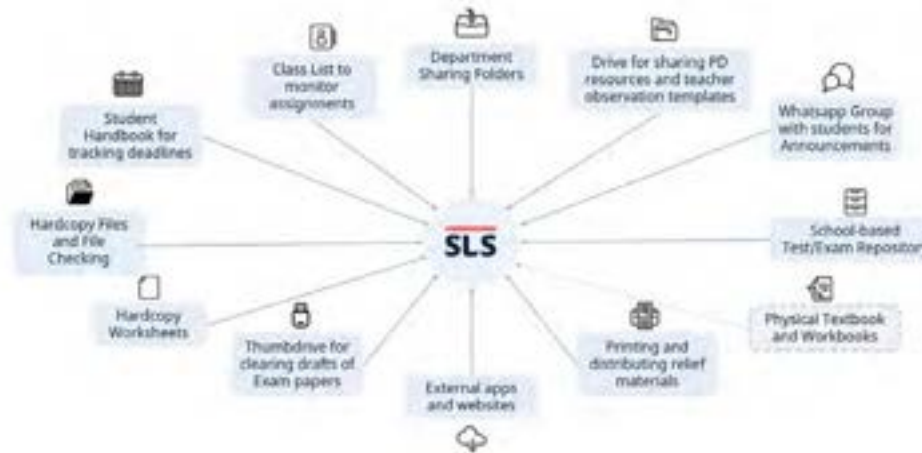 Department
Sharing Folders
Class List to
monitor
assignments
Drive for sharing PD
resources and teacher
observation templates
Student
Handbook for
tracking deadlines
Whatsapp Group
with students for
Announcements
Hardcopy Files
and File
Checking
SLS
School-based
Test/Exam Repository
Hardcopy
Worksheets
Physical Textbook
and Workbooks
Thumbdrive for
clearing drafts of
Exam papers
Printing and
distributing relief
materials
External apps
and websites